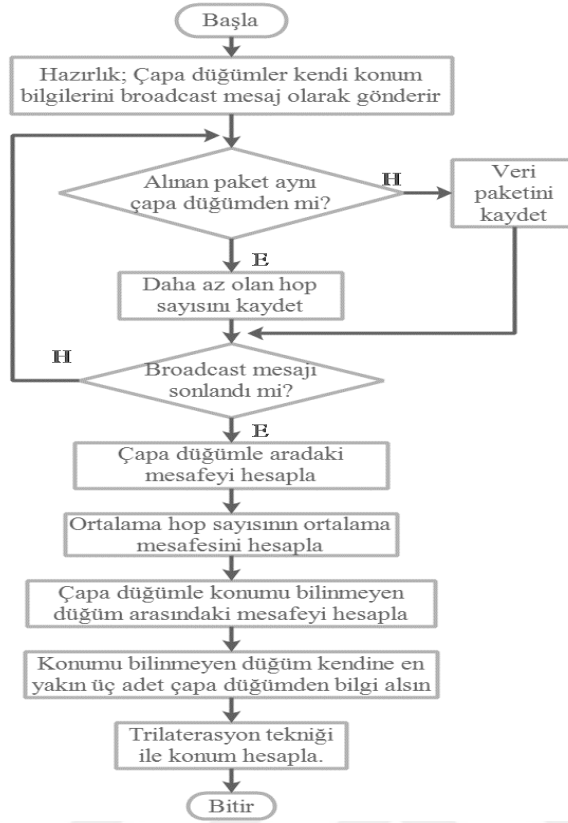 Başla
Hazırlık; Çapa düğümler kendi konum
bilgilerini broadcast mesaj olarak gönderir
Alınan paket aynı
çapa düğümden mi?
H
Veri
paketini
kaydet
E
Daha az olan hop
sayısını kaydet
H
Broadcast mesajı
sonlandı mi?
E
Çapa düğümle aradaki
mesafeyi hesapla
Ortalama hop sayısının ortalama
mesafesini hesapla
Çapa düğümle konumu bilinmeyen
düğüm arasındaki mesafeyi hesapla
Konumu bilinmeyen düğüm kendine en
yakın üç adet çapa düğümden bilgi alsın
Trilaterasyon tekniği
ile konum hesapla.
Bitir